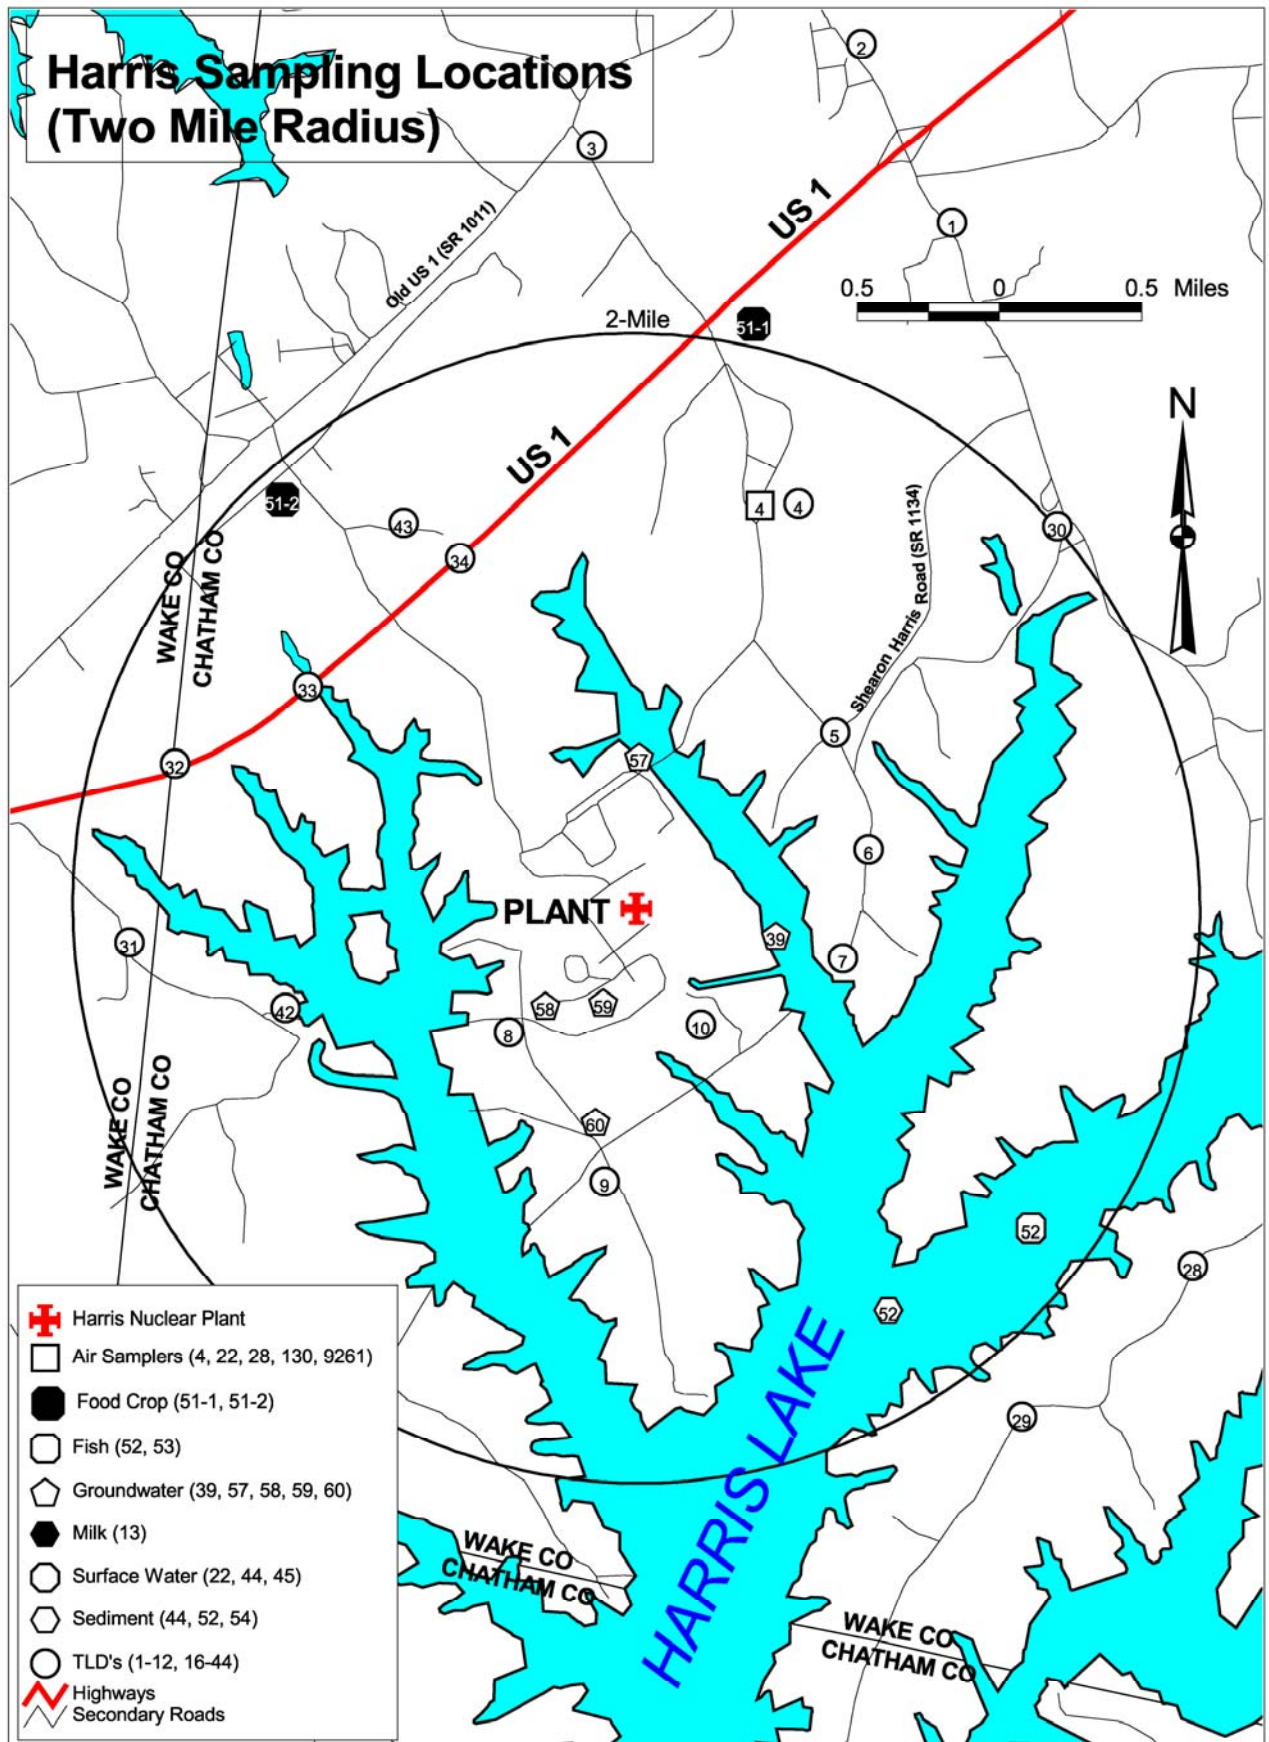 Harris Sampling Locations
(Two Mile Radius)
2
3
US 1
1
Old US 1 (SR 1011)
0.5 0 0.5 Miles
2-Mile
51-1
N
US 1
51-2
43
4
4
34
30
WAKE CO
CHATHAM CO
Shearon Harris Road (SR 1134)
33
5
32
57
6
PLANT
31
39
7
42
58
59
8
10
WAKE CO
CHATHAM CO
60
9
52
28
52
HARRIS LAKE
29
Harris Nuclear Plant
Air Samplers (4, 22, 28, 130, 9261)
Food Crop (51-1, 51-2)
Fish (52, 53)
Groundwater (39, 57, 58, 59, 60)
Milk (13)
Surface Water (22, 44, 45)
Sediment (44, 52, 54)
TLD's (1-12, 16-44)
Highways
Secondary Roads
WAKE CO
CHATHAM CO
WAKE CO
CHATHAM CO